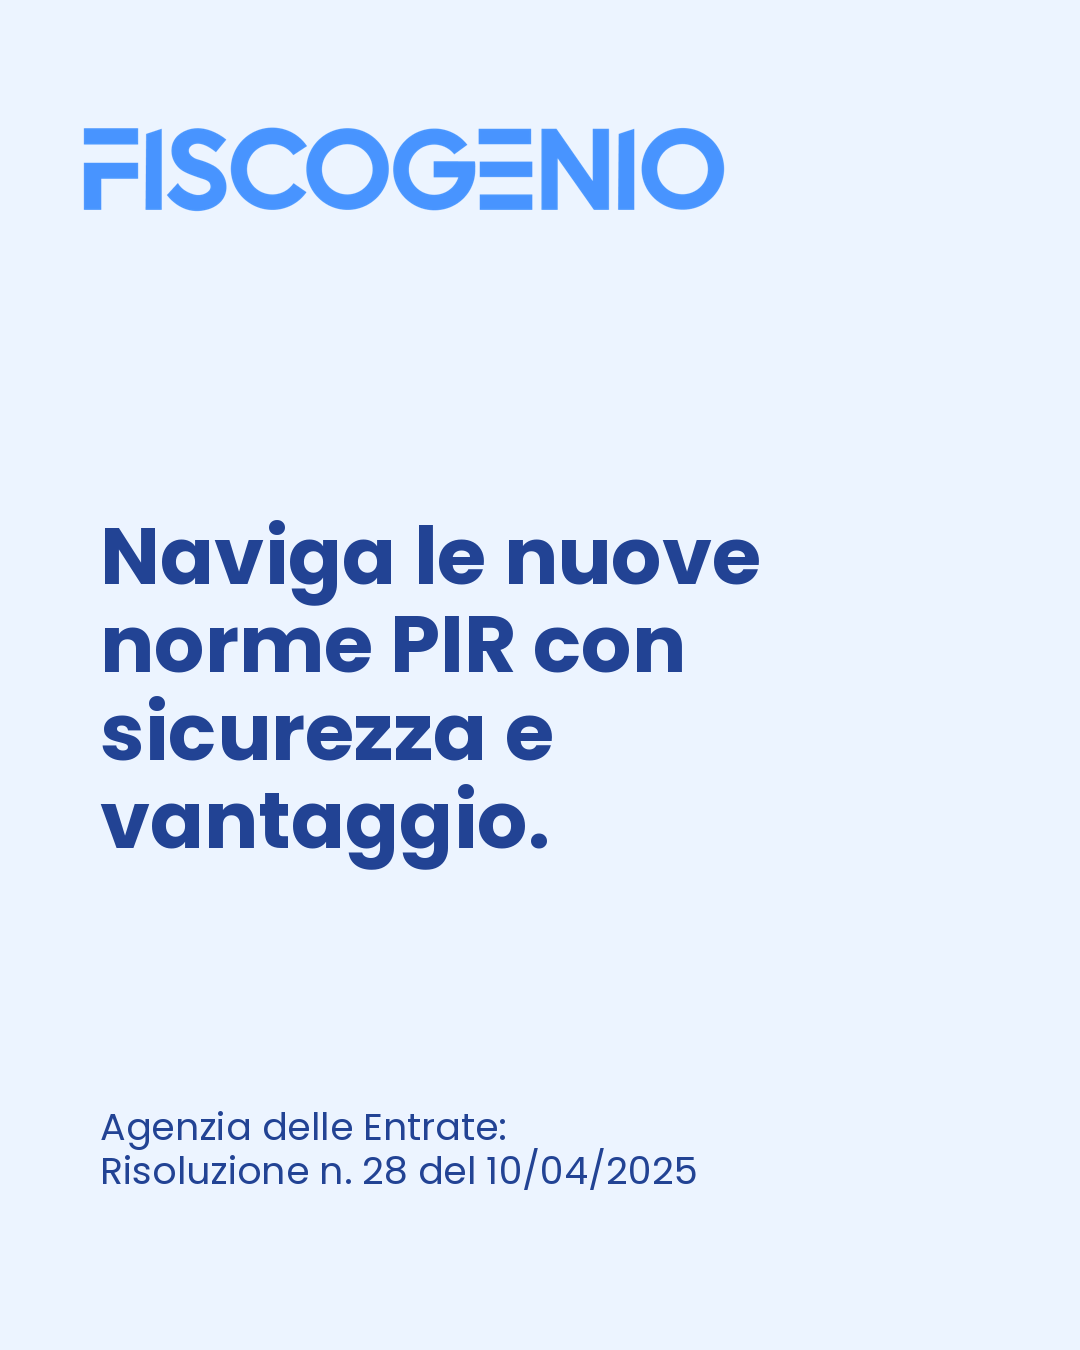 FISCOGENIO
Naviga le nuove
norme PIR con
sicurezza e
vantaggio.
Agenzia delle Entrate:
Risoluzione n. 28 del 10/04/2025